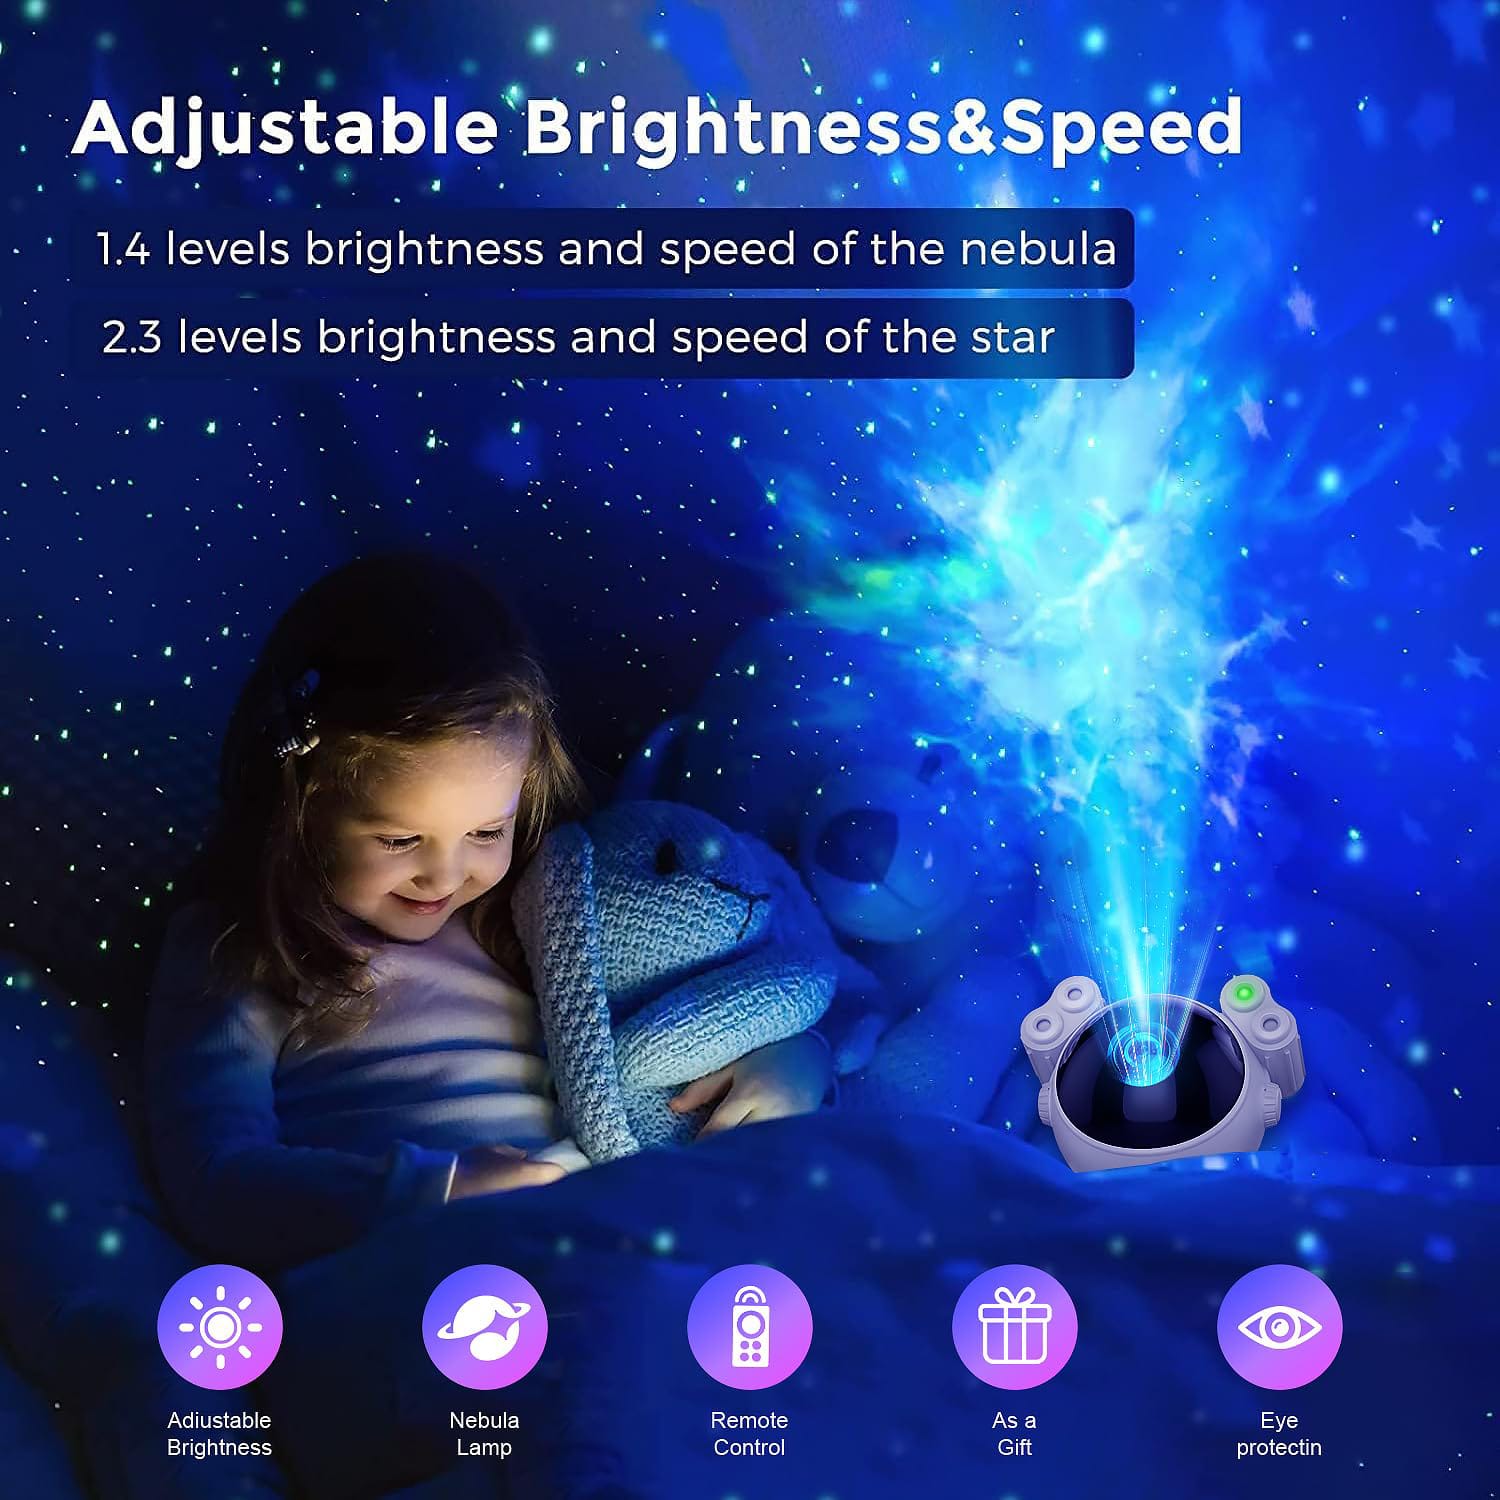 Adjustable Brightness&Speed
1.4 levels brightness and speed of the nebula
2.3 levels brightness and speed of the star
Adiustable
Brightness
Nebula
Lamp
Remote
Control
As a
Gift
Eye
protectin